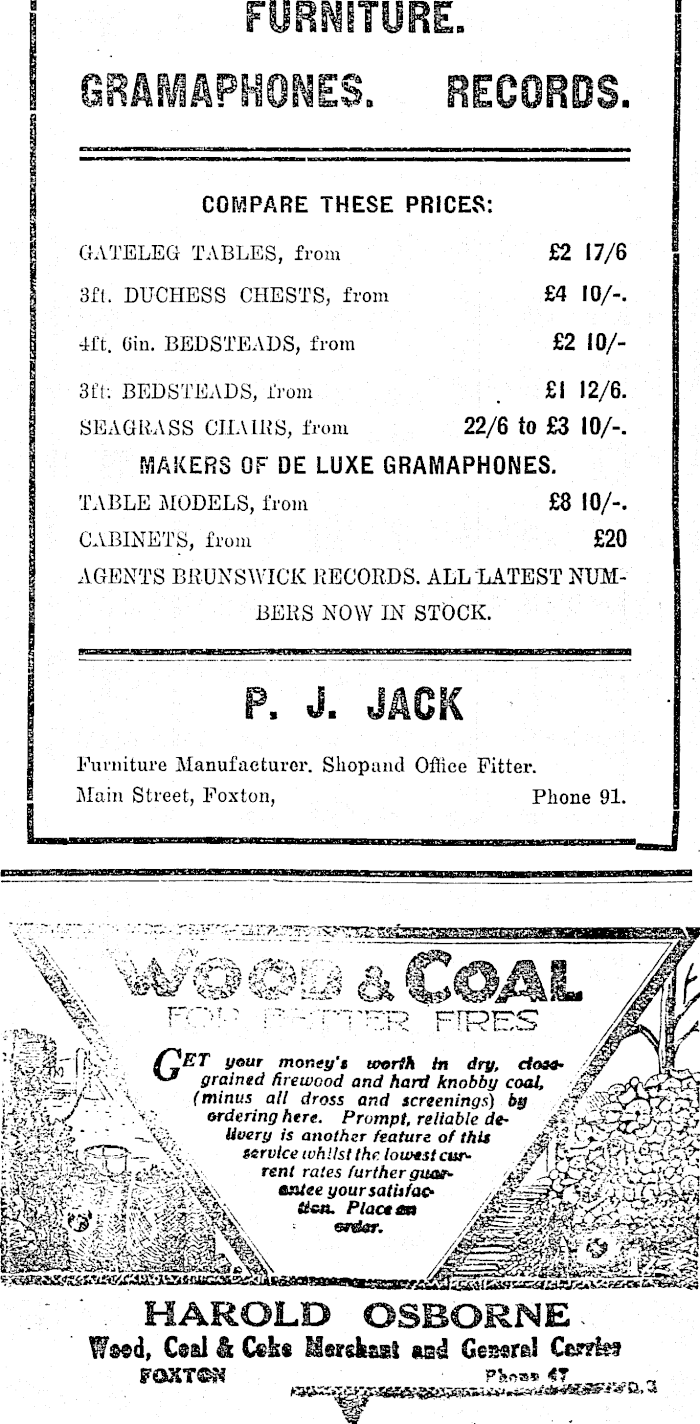 FURNITURE.
GRAMAPHONES. RECORDS.
COMPARE THESE PRICES:
GATELEG TABLES, from £2 17/6
3ft. DUCHESS CHESTS, from £4 10/-.
4ft. 6in. BEDSTEADS, from £2 10/-
3ft. BEDSTEADS, from £1 12/6.
SEAGRASS CHAIRS, from 22/6 to £3 10/-.
MAKERS OF DE LUXE GRAMAPHONES.
TABLE MODELS, from £8 10/-.
CABINETS, from £20
AGENTS BRUNSWICK RECORDS. ALL LATEST NUM-
BERS NOW IN STOCK.
P. J. JACK
Furniture Manufacturer. Shopand Office Fitter.
Main Street, Foxton, Phone 91.
WOOD & COAL
FOR BETTER FIRES
GET your money's worth in dry, close-
grained firewood and hard knobby coal,
(minus all dross and screenings) by
ordering here. Prompt, reliable de-
livery is another feature of this
service whilst the lowest cur-
rent rates further guar-
antee your satisfac-
tion. Place an
order.
HAROLD OSBORNE
Wood, Coal & Coke Merchant and General Carrier
FOXTON Phone 47